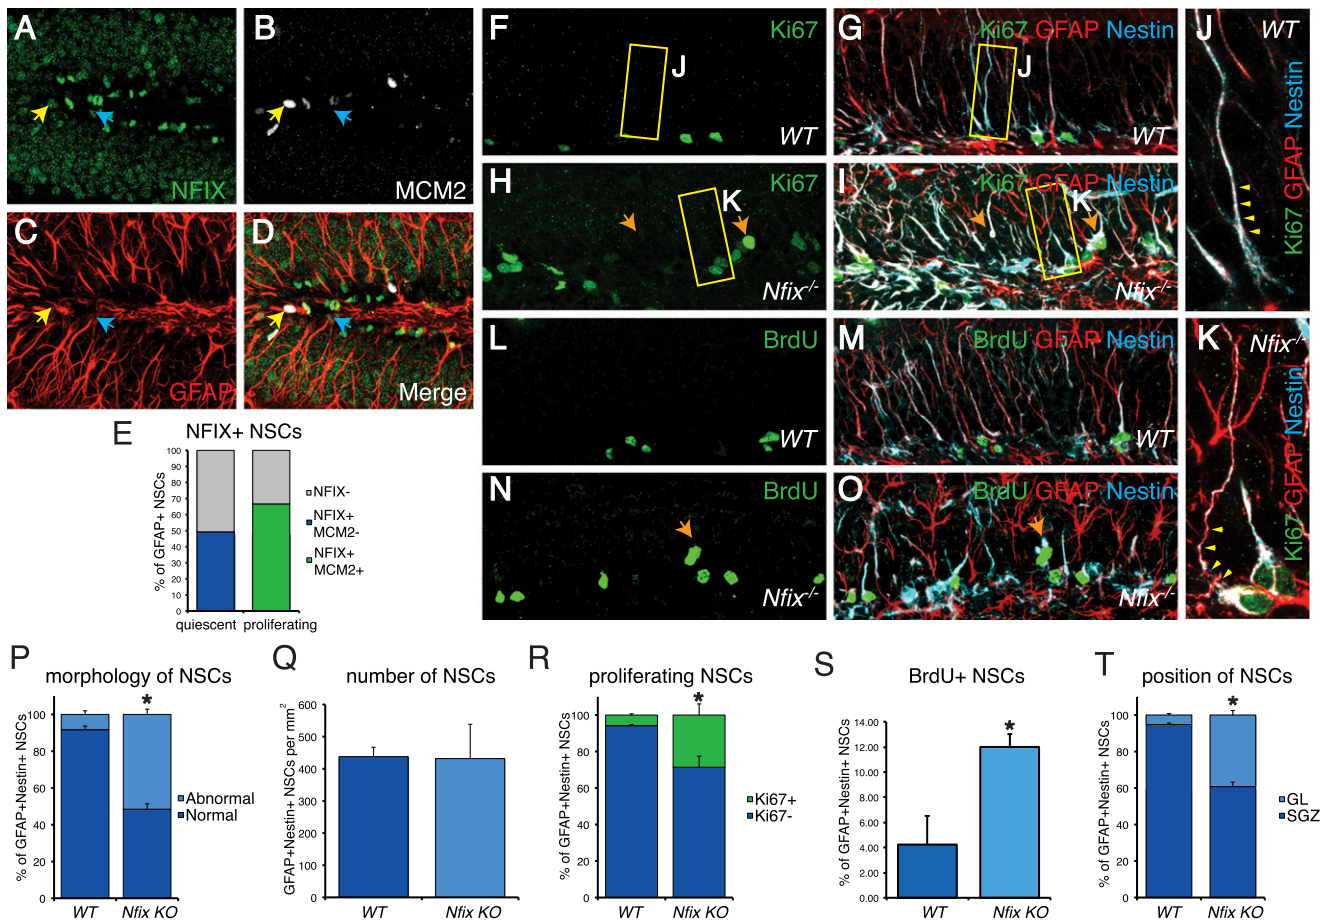 A
NFIX
B
MCM2
C
GFAP
D
Merge
E
NFIX+ NSCs
% of GFAP+ NSCs
100
90
80
70
60
50
40
30
20
10
0
quiescent
proliferating
NFIX-
NFIX+
MCM2-
NFIX+
MCM2+
F
Ki67
J
WT
G
Ki67 GFAP Nestin
J
WT
H
Ki67
K
Nfix-/-
I
Ki67 GFAP Nestin
K
Nfix-/-
J
WT
Ki67 GFAP Nestin
K
Nfix-/-
Ki67 GFAP Nestin
L
BrdU
WT
M
BrdU GFAP Nestin
WT
N
BrdU
Nfix-/-
O
BrdU GFAP Nestin
Nfix-/-
P
morphology of NSCs
% of GFAP+Nestin+ NSCs
100
80
60
40
20
0
*
WT
Nfix KO
Abnormal
Normal
Q
number of NSCs
GFAP+Nestin+ NSCs per mm2
600
500
400
300
200
100
0
WT
Nfix KO
R
proliferating NSCs
% of GFAP+Nestin+ NSCs
100
80
60
40
20
0
*
WT
Nfix KO
Ki67+
Ki67-
S
BrdU+ NSCs
% of GFAP+Nestin+ NSCs
14.00
12.00
10.00
8.00
6.00
4.00
2.00
0.00
*
WT
Nfix KO
T
position of NSCs
% of GFAP+Nestin+ NSCs
100
80
60
40
20
0
*
WT
Nfix KO
GL
SGZ